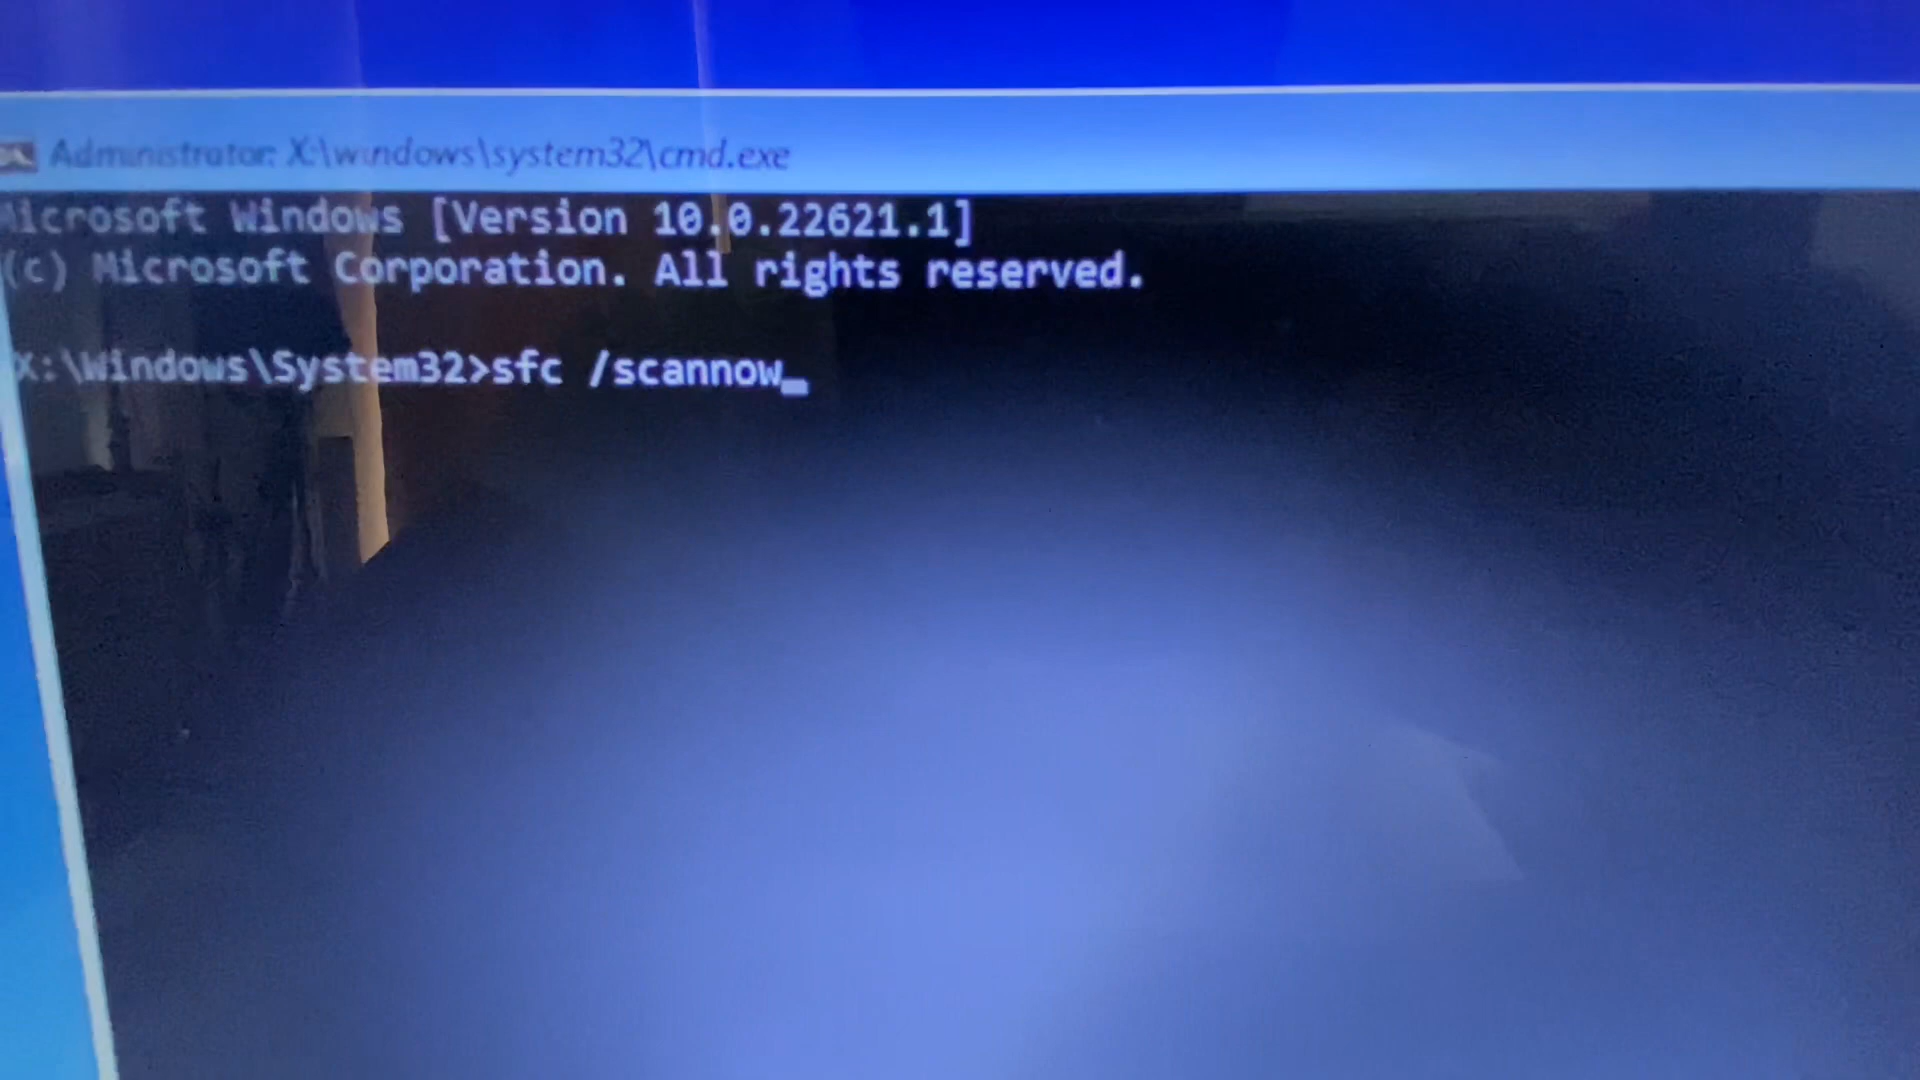 Administrator: X:\windows\system32\cmd.exe
Microsoft Windows [Version 10.0.22621.1]
(c) Microsoft Corporation. All rights reserved.
X:\Windows\System32>sfc /scannow